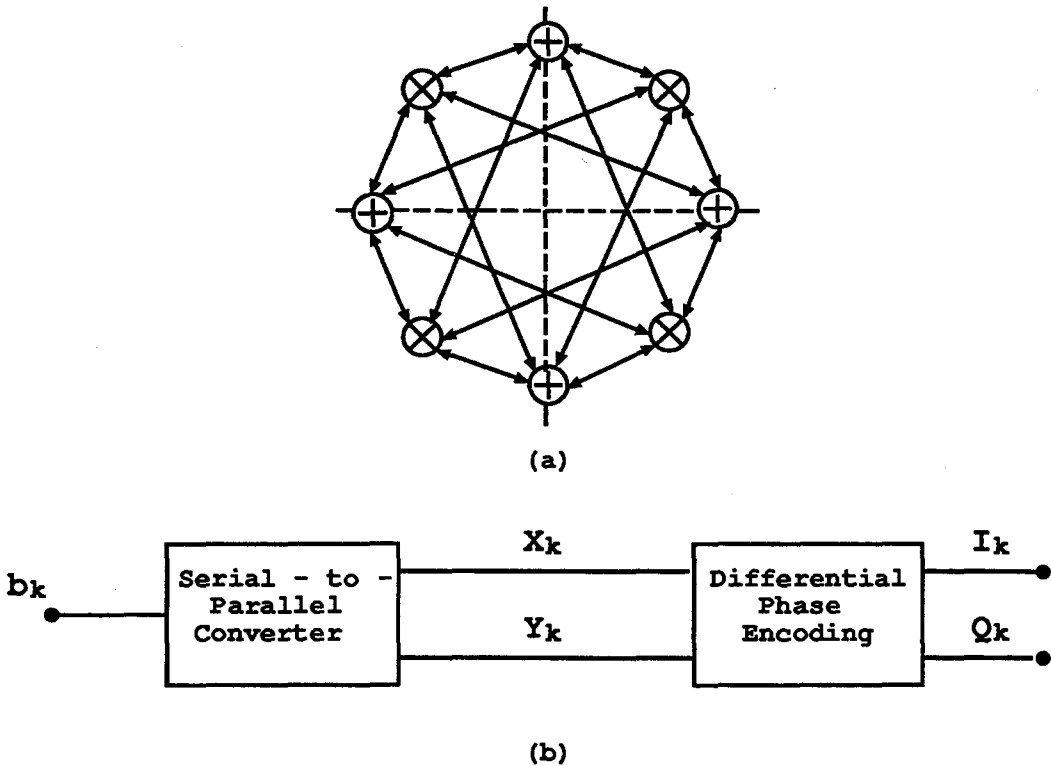 (a)
bk
Serial - to -
Parallel
Converter
Xk
Yk
Differential
Phase
Encoding
Ik
Qk
(b)